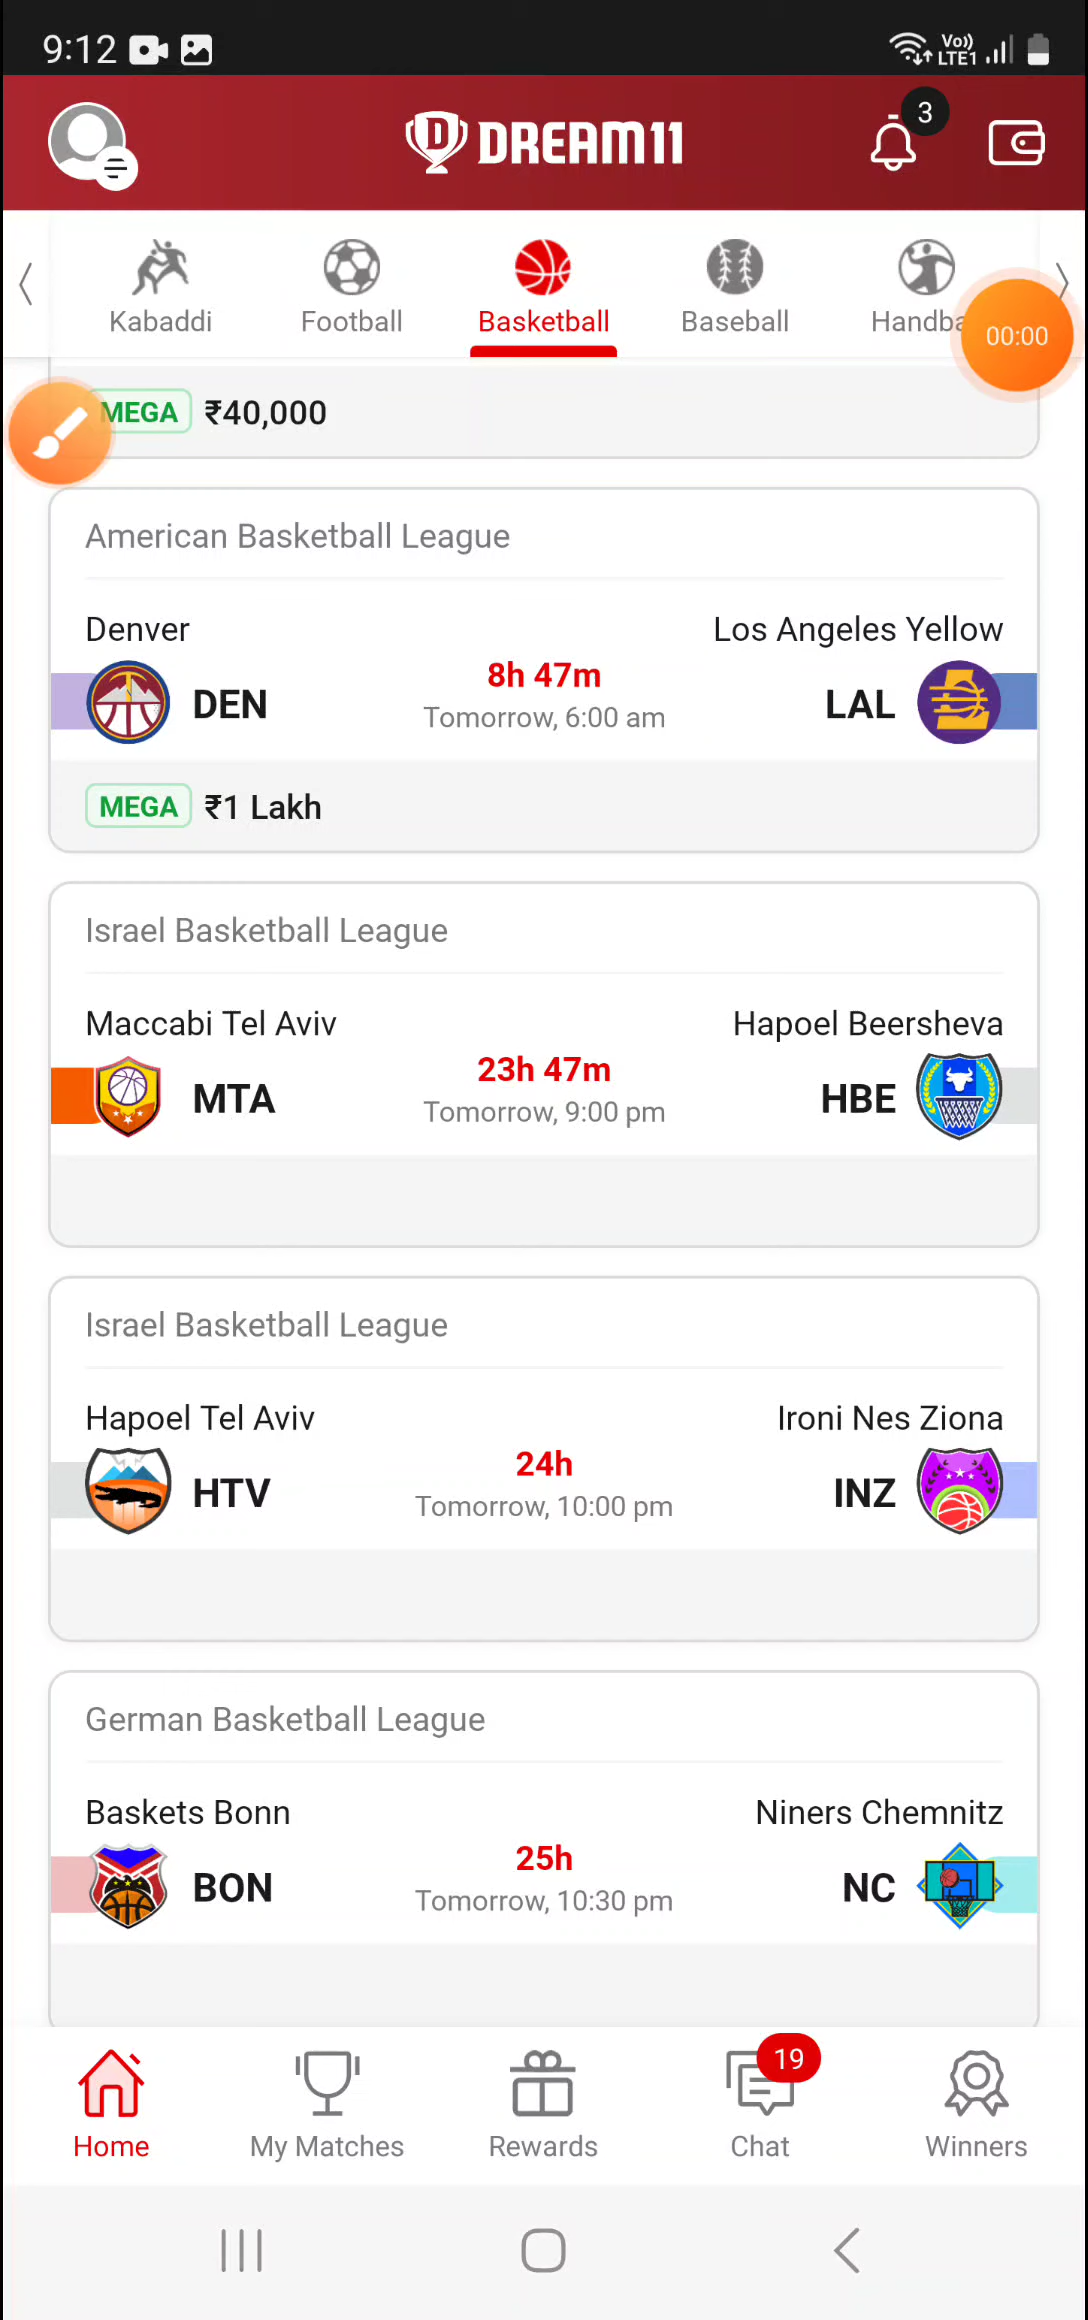 9:12
Vo)) LTE1
DREAM11
3
Kabaddi Football Basketball Baseball Handba
00:00
MEGA ₹40,000
American Basketball League
Denver Los Angeles Yellow
8h 47m
DEN LAL
Tomorrow, 6:00 am
MEGA ₹1 Lakh
Israel Basketball League
Maccabi Tel Aviv Hapoel Beersheva
23h 47m
MTA HBE
Tomorrow, 9:00 pm
Israel Basketball League
Hapoel Tel Aviv Ironi Nes Ziona
24h
HTV INZ
Tomorrow, 10:00 pm
German Basketball League
Baskets Bonn Niners Chemnitz
25h
BON NC
Tomorrow, 10:30 pm
19
Home My Matches Rewards Chat Winners